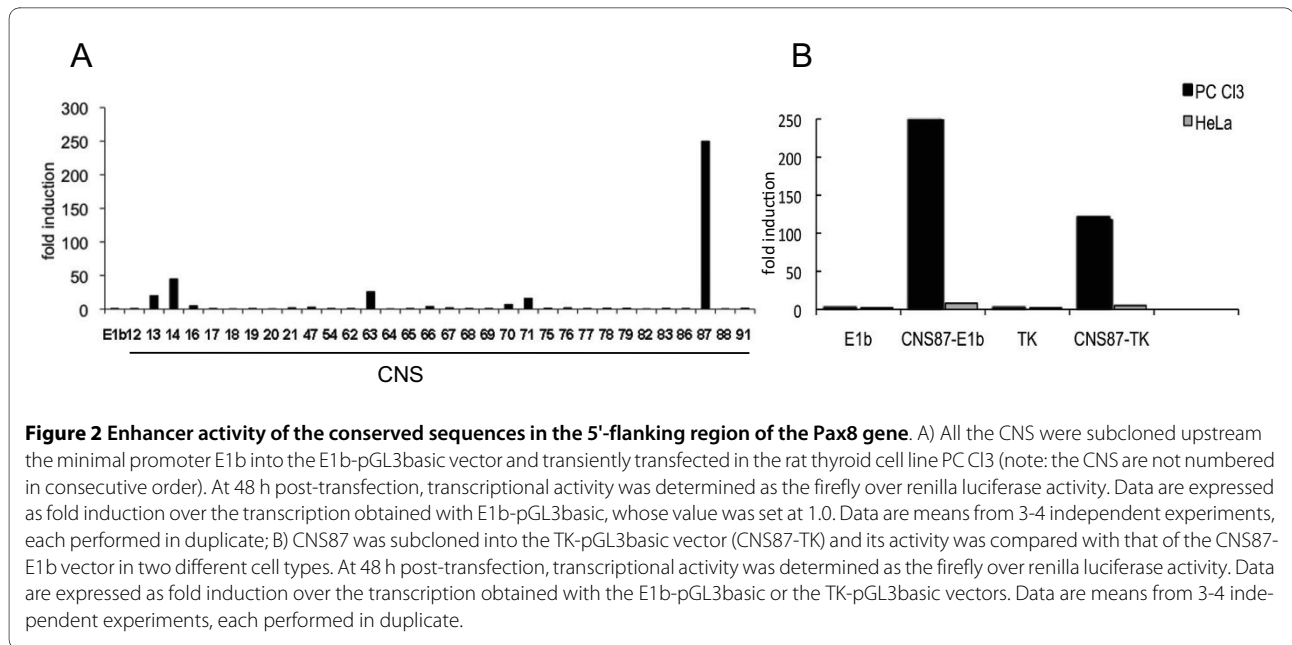 A
300
250
200
150
100
50
0
fold induction
E1b 12 13 14 16 17 18 19 20 21 47 54 62 63 64 65 66 67 68 69 70 71 75 76 77 78 79 82 83 86 87 88 91
CNS
B
PC Cl3
HeLa
250
200
150
100
50
0
fold induction
E1b CNS87-E1b TK CNS87-TK
Figure 2 Enhancer activity of the conserved sequences in the 5'-flanking region of the Pax8 gene. A) All the CNS were subcloned upstream
the minimal promoter E1b into the E1b-pGL3basic vector and transiently transfected in the rat thyroid cell line PC Cl3 (note: the CNS are not numbered
in consecutive order). At 48 h post-transfection, transcriptional activity was determined as the firefly over renilla luciferase activity. Data are expressed
as fold induction over the transcription obtained with E1b-pGL3basic, whose value was set at 1.0. Data are means from 3-4 independent experiments,
each performed in duplicate; B) CNS87 was subcloned into the TK-pGL3basic vector (CNS87-TK) and its activity was compared with that of the CNS87-
E1b vector in two different cell types. At 48 h post-transfection, transcriptional activity was determined as the firefly over renilla luciferase activity. Data
are expressed as fold induction over the transcription obtained with the E1b-pGL3basic or the TK-pGL3basic vectors. Data are means from 3-4 inde-
pendent experiments, each performed in duplicate.